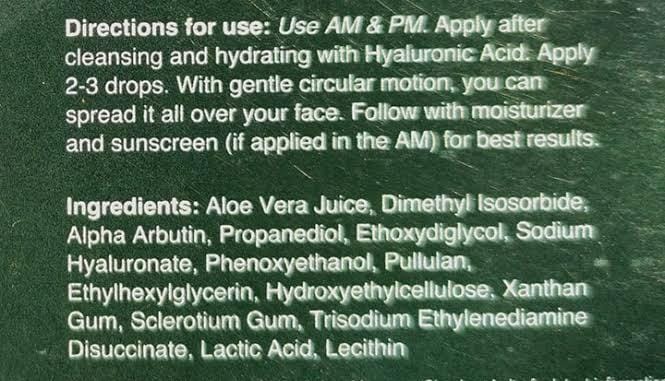 Directions for use: Use AM & PM. Apply after
cleansing and hydrating with Hyaluronic Acid. Apply
2-3 drops. With gentle circular motion, you can
spread it all over your face. Follow with moisturizer
and sunscreen (if applied in the AM) for best results.
Ingredients: Aloe Vera Juice, Dimethyl Isosorbide,
Alpha Arbutin, Propanediol, Ethoxydiglycol, Sodium
Hyaluronate, Phenoxyethanol, Pullulan,
Ethylhexylglycerin, Hydroxyethylcellulose, Xanthan
Gum, Sclerotium Gum, Trisodium Ethylenediamine
Disuccinate, Lactic Acid, Lecithin